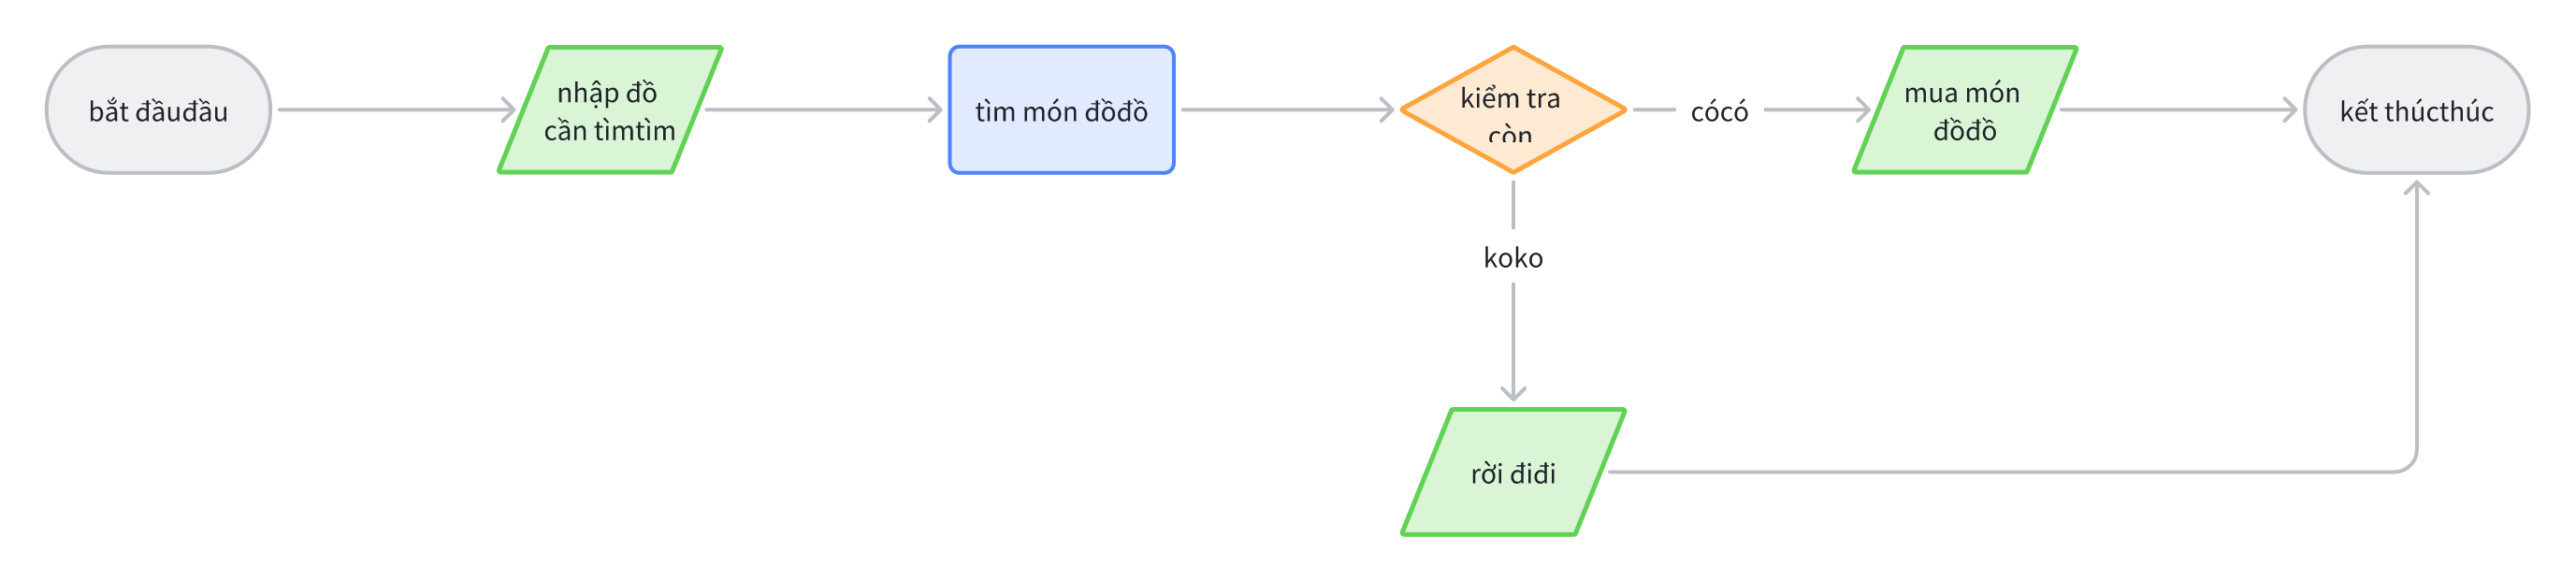 bắt đầuđầu
nhập đồ
cần tìmtìm
tìm món đồđồ
kiểm tra
còn
cócó
mua món
đồđồ
kết thúcthúc
koko
rời điđi